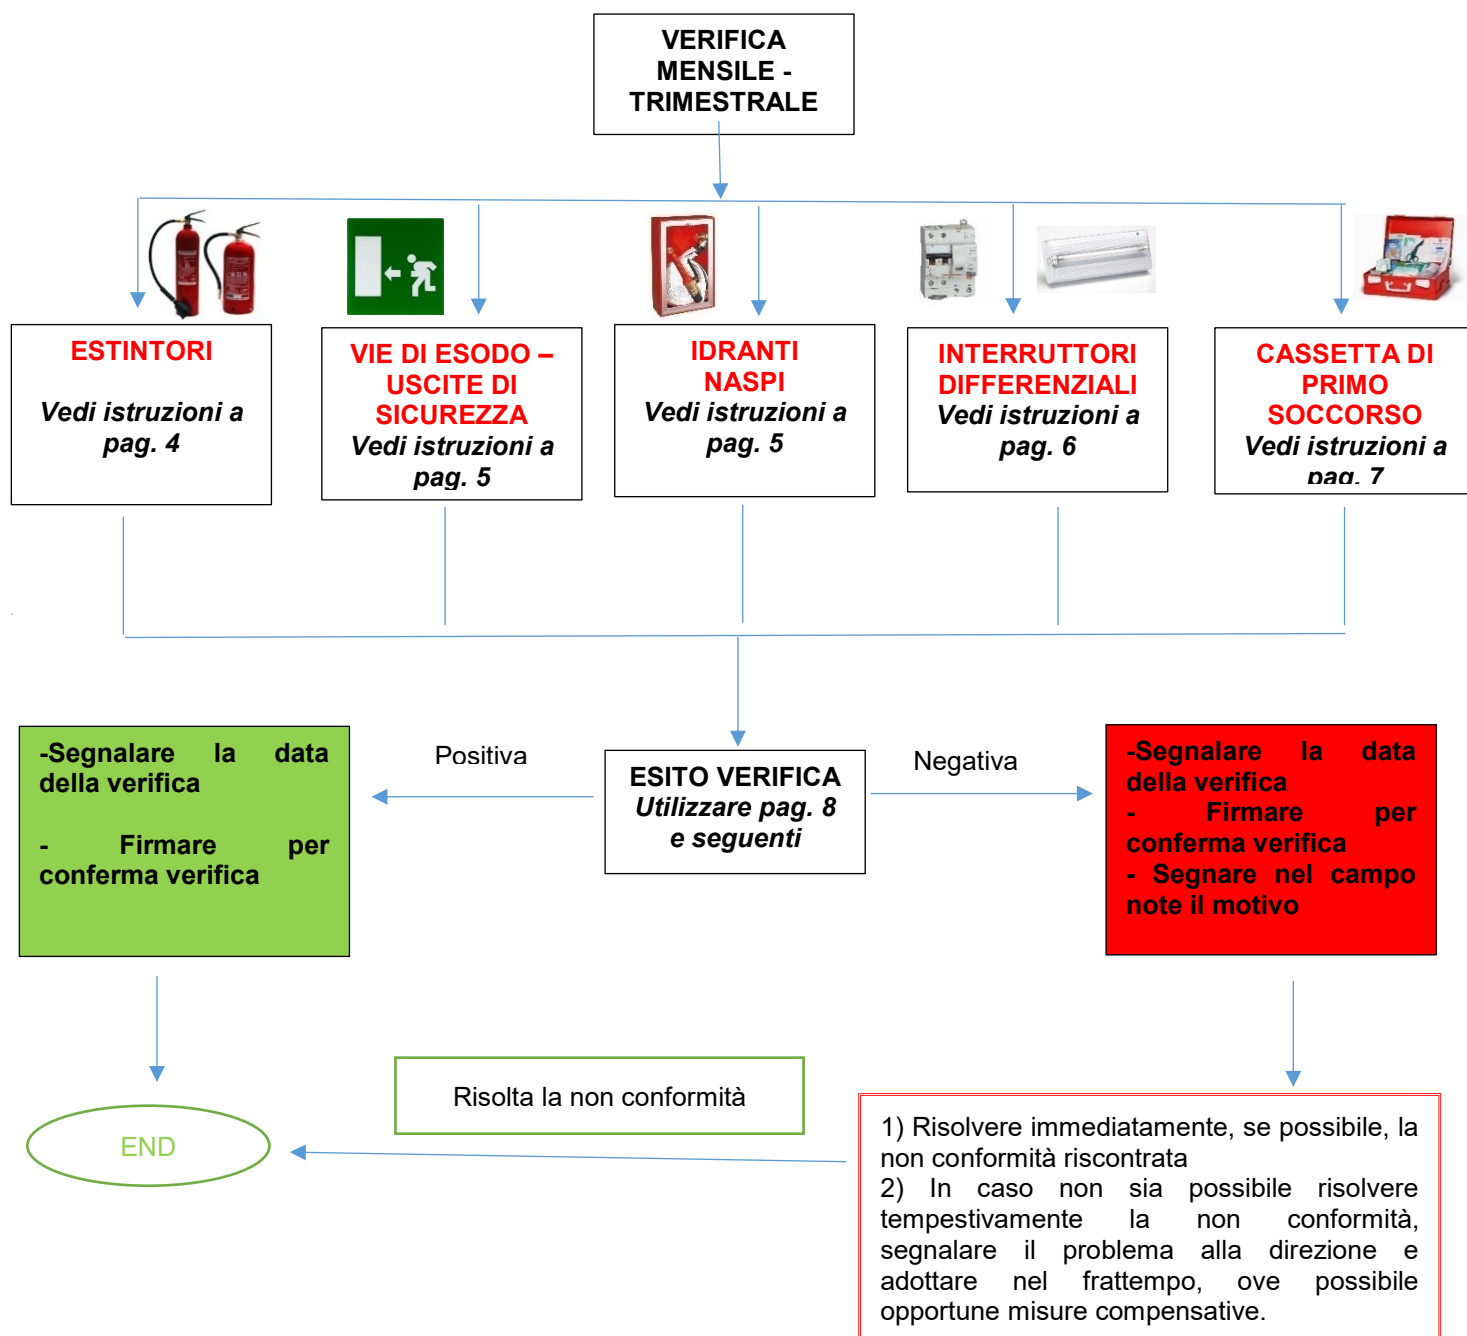 VERIFICA
MENSILE -
TRIMESTRALE
ESTINTORI
Vedi istruzioni a
pag. 4
VIE DI ESODO –
USCITE DI
SICUREZZA
Vedi istruzioni a
pag. 5
IDRANTI
NASPI
Vedi istruzioni a
pag. 5
INTERRUTTORI
DIFFERENZIALI
Vedi istruzioni a
pag. 6
CASSETTA DI
PRIMO
SOCCORSO
Vedi istruzioni a
pag. 7
-Segnalare la data
della verifica
- Firmare per
conferma verifica
Positiva
ESITO VERIFICA
Utilizzare pag. 8
e seguenti
Negativa
-Segnalare la data
della verifica
- Firmare per
conferma verifica
- Segnare nel campo
note il motivo
END
Risolta la non conformità
1) Risolvere immediatamente, se possibile, la
non conformità riscontrata
2) In caso non sia possibile risolvere
tempestivamente la non conformità,
segnalare il problema alla direzione e
adottare nel frattempo, ove possibile
opportune misure compensative.